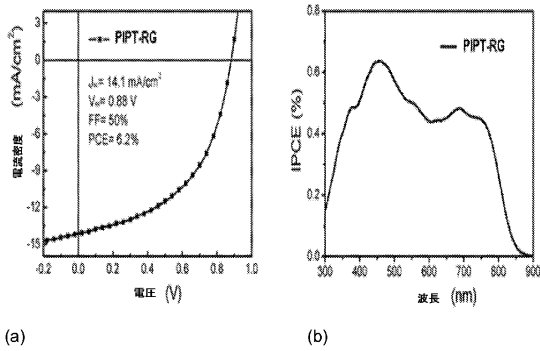 PIPT-RG
Jsc= 14.1 mA/cm²
Voc= 0.88 V
FF= 50%
PCE= 6.2%
電流密度 (mA/cm²)
3
0
-3
-6
-9
-12
-15
-0.2 0.0 0.2 0.4 0.6 0.8 1.0
電圧 (V)
(a)
PIPT-RG
IPCE (%)
0.8
0.6
0.4
0.2
0.0
300 400 500 600 700 800 900
波長 (nm)
(b)